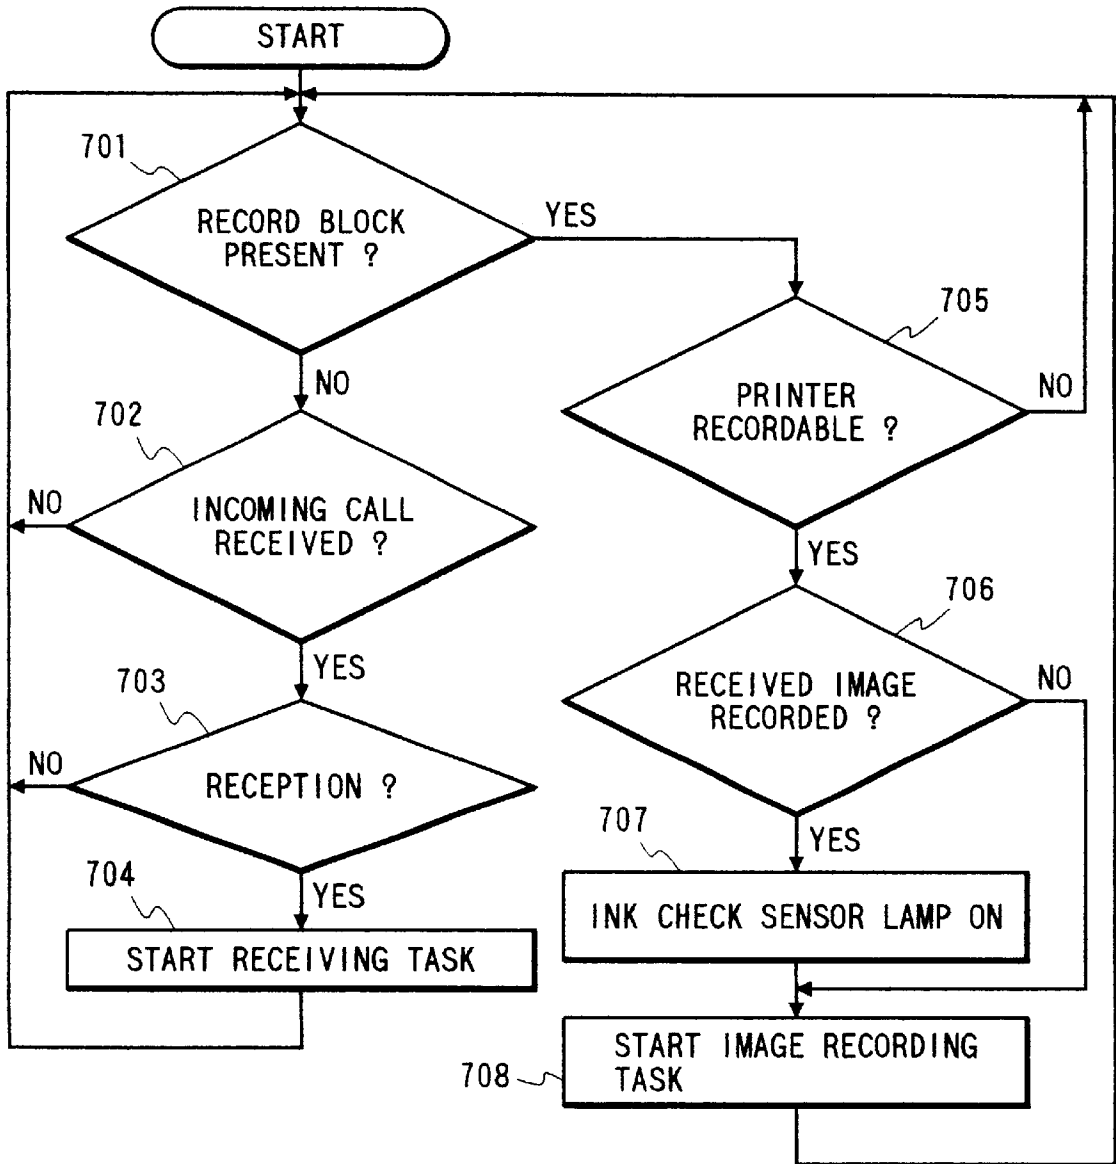 START
701
RECORD BLOCK
PRESENT ?
YES
NO
702
INCOMING CALL
RECEIVED ?
NO
YES
703
RECEPTION ?
NO
YES
704
START RECEIVING TASK
705
PRINTER
RECORDABLE ?
NO
YES
706
RECEIVED IMAGE
RECORDED ?
NO
YES
707
INK CHECK SENSOR LAMP ON
START IMAGE RECORDING
TASK
708